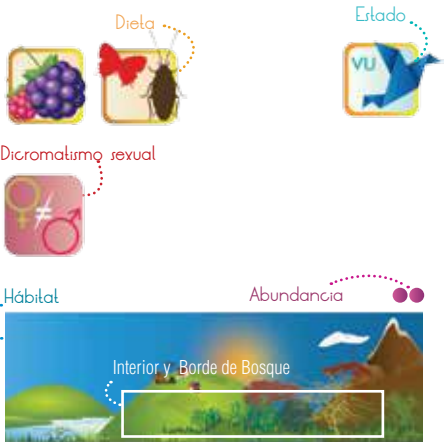 Dieta
Estado
VU
Dicromatismo sexual
Hábitat
Abundancia
Interior y Borde de Bosque